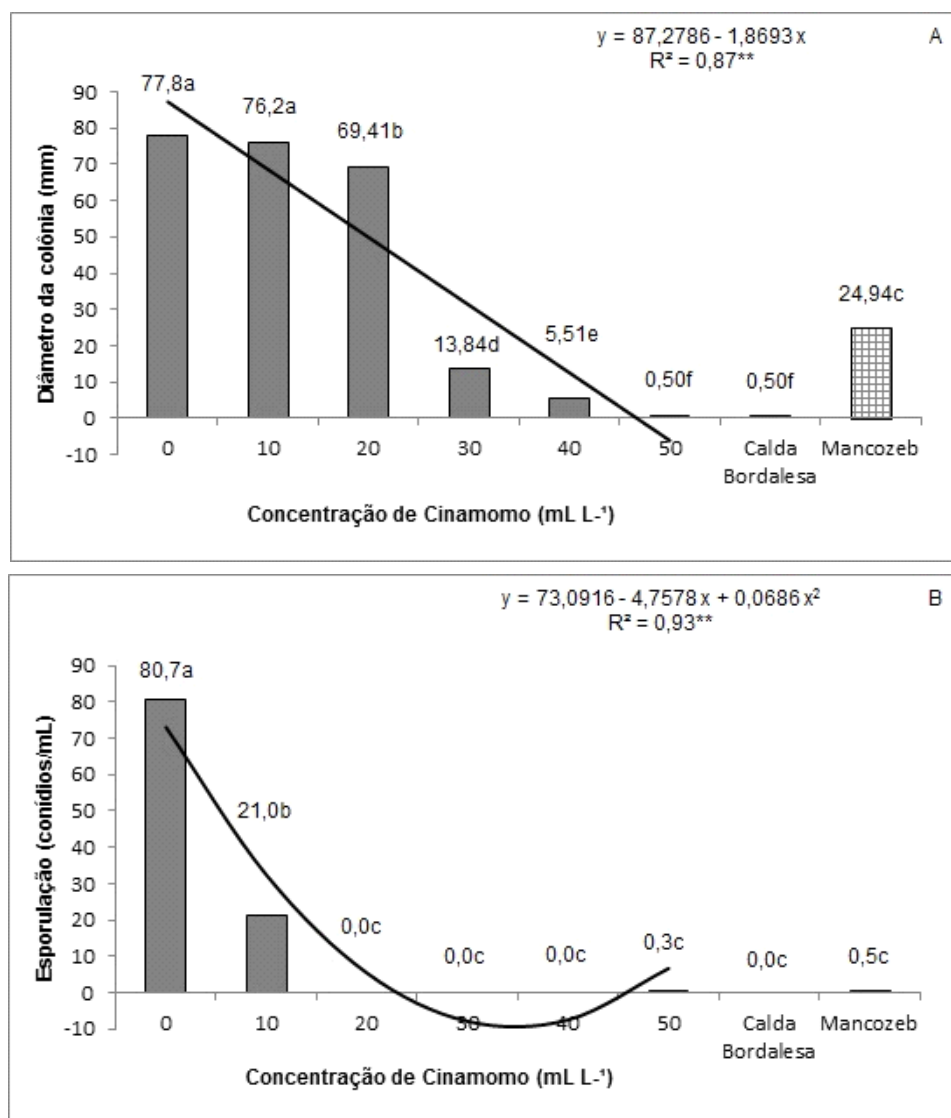 y = 87,2786 - 1,8693 x
A
R² = 0,87**
Diâmetro da colônia (mm)
90
80
70
60
50
40
30
20
10
0
-10
77,8a
76,2a
69,41b
13,84d
5,51e
0,50f
0,50f
24,94c
0
10
20
30
40
50
Calda
Bordalesa
Mancozeb
Concentração de Cinamomo (mL L-¹)
y = 73,0916 - 4,7578 x + 0,0686 x²
B
R² = 0,93**
Esporulação (conídios/mL)
90
80
70
60
50
40
30
20
10
0
-10
80,7a
21,0b
0,0c
0,0c
0,0c
0,3c
0,0c
0,5c
0
10
20
30
40
50
Calda
Bordalesa
Mancozeb
Concentração de Cinamomo (mL L-¹)